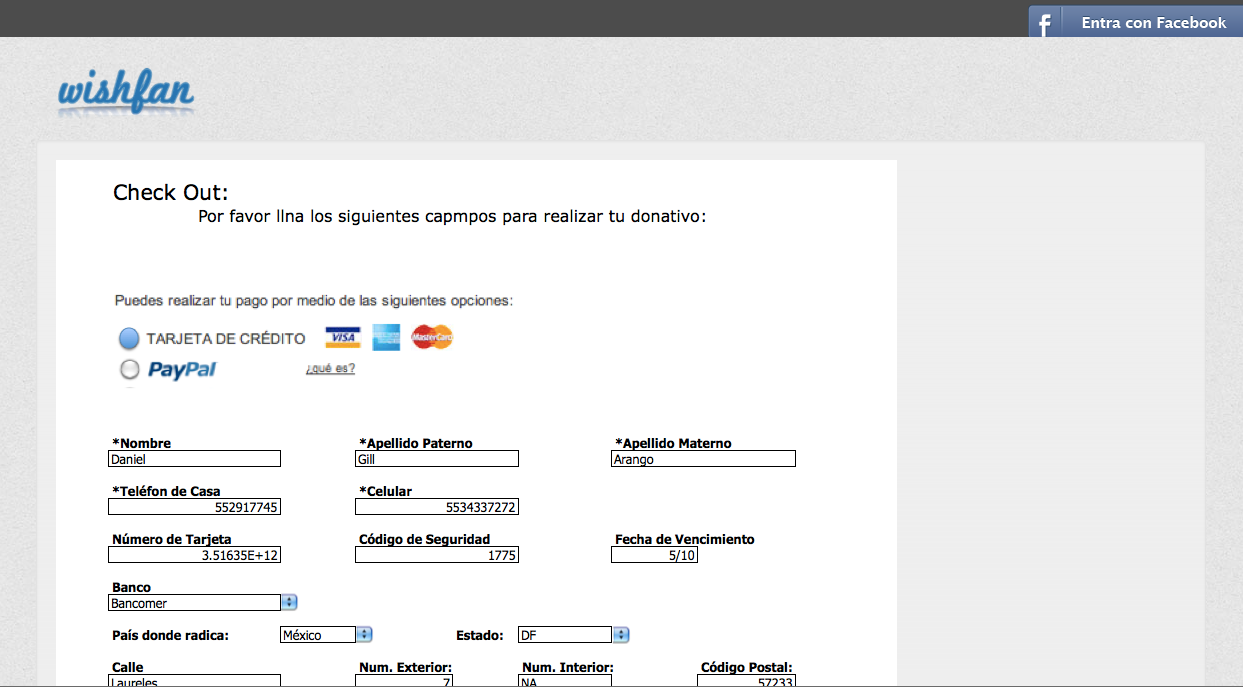 Entra con Facebook
wishfan
Check Out:
Por favor llna los siguientes capmpos para realizar tu donativo:
Puedes realizar tu pago por medio de las siguientes opciones:
TARJETA DE CRÉDITO VISA MasterCard
PayPal ¿qué es?
*Nombre *Apellido Paterno *Apellido Materno
Daniel Gill Arango
*Teléfon de Casa *Celular
552917745 5534337272
Número de Tarjeta Código de Seguridad Fecha de Vencimiento
3.51635E+12 1775 5/10
Banco
Bancomer
País donde radica: México Estado: DF
Calle Num. Exterior: Num. Interior: Código Postal:
Laureles 7 NA 57233